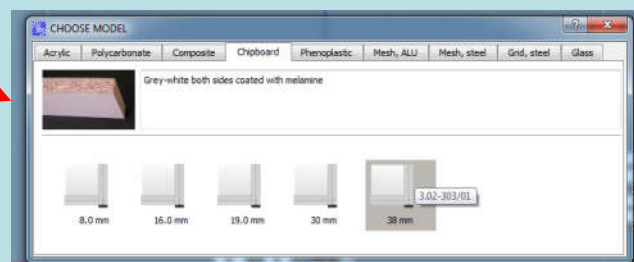 CHOOSE MODEL
Acrylic Polycarbonate Composite Chipboard Phenoplastic Mesh, ALU Mesh, steel Grid, steel Glass
Grey-white both sides coated with melamine
3.02-303/01
8.0 mm 16.0 mm 19.0 mm 30 mm 38 mm